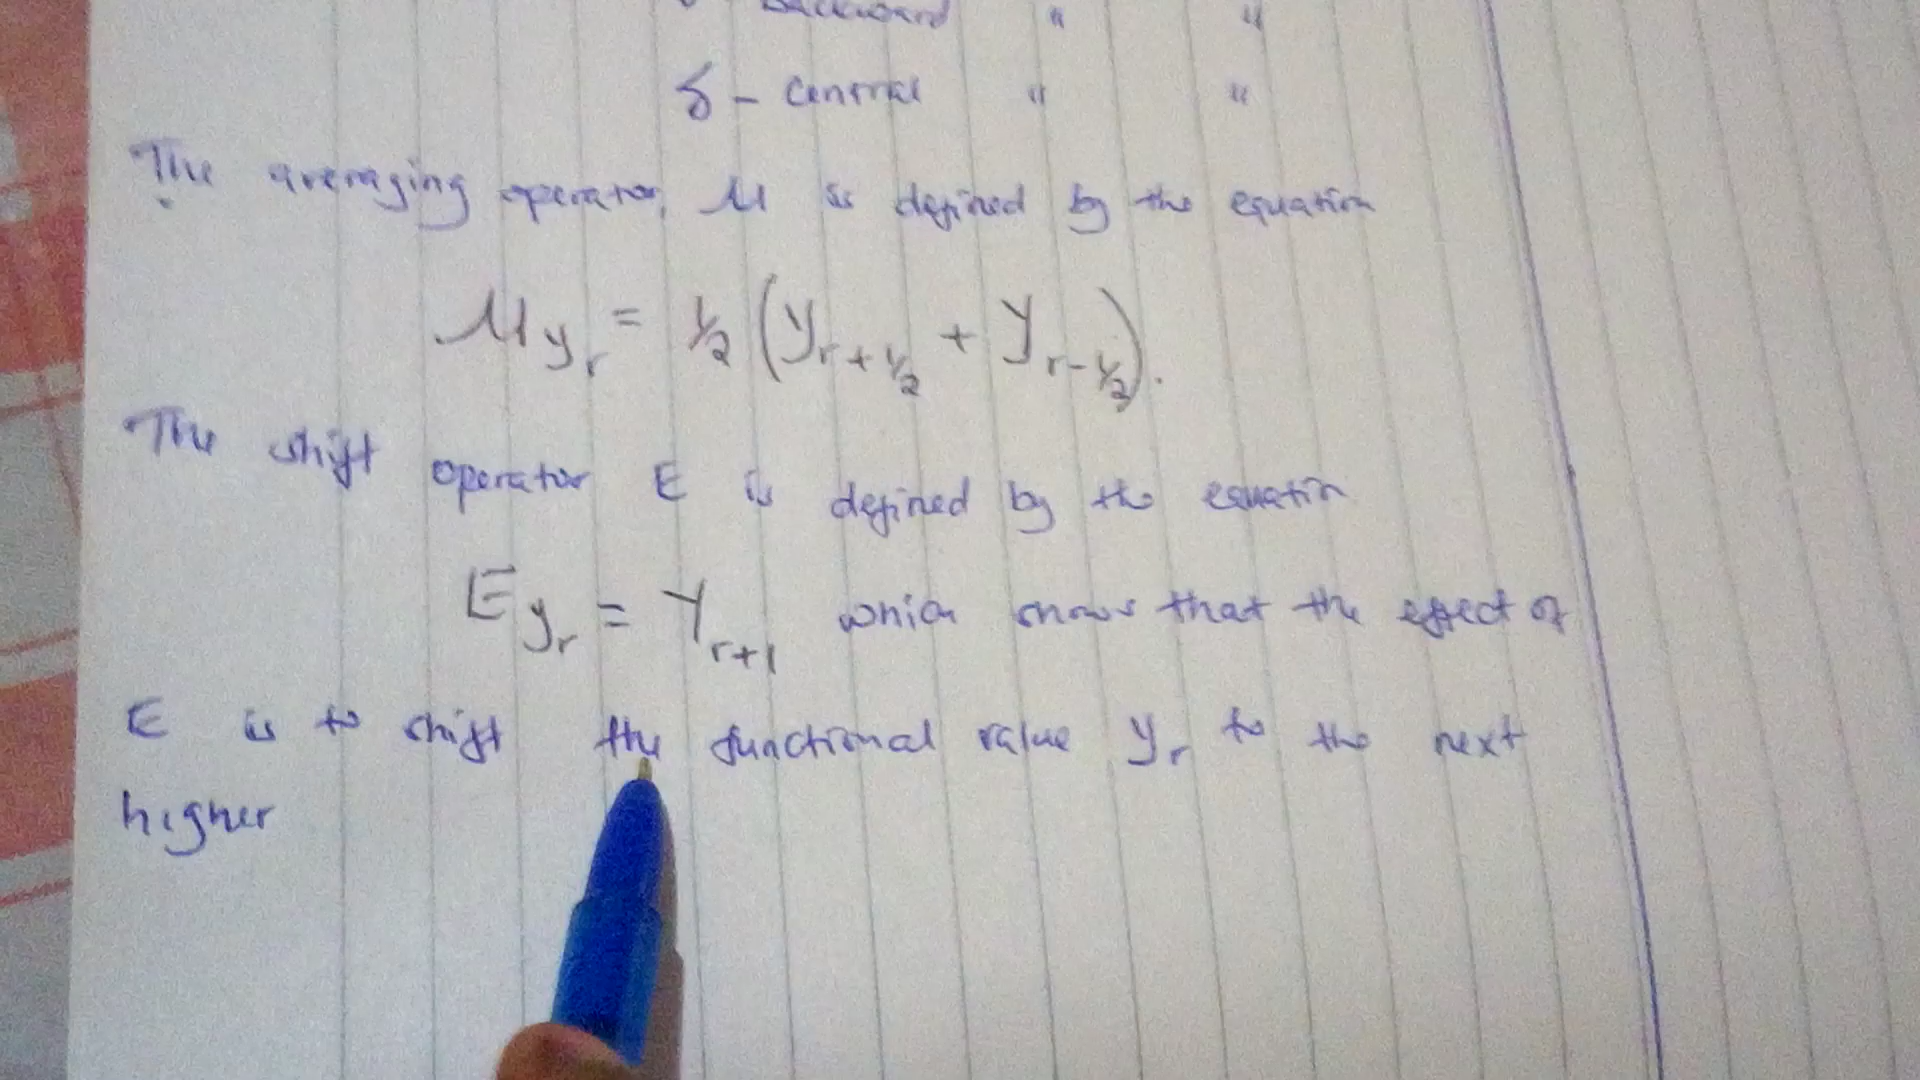 backward " "
δ - central " "
The averaging operator, μ is defined by the equation
μy_r = 1/2 (y_{r+1/2} + y_{r-1/2}).
The shift operator E is defined by the equation
Ey_r = y_{r+1} which shows that the effect of
E is to shift the functional value y_r to the next
higher